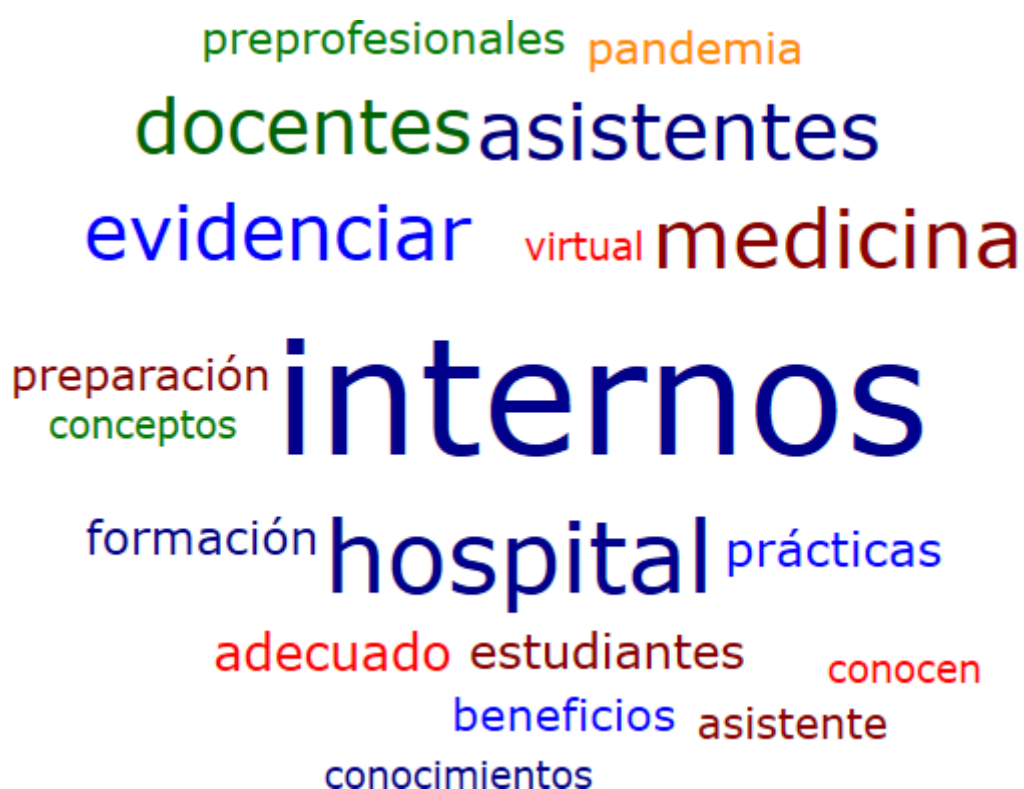 preprofesionales pandemia
docentes asistentes
evidenciar virtual medicina
preparación internos
conceptos
formación hospital prácticas
adecuado estudiantes conocen
beneficios asistente
conocimientos